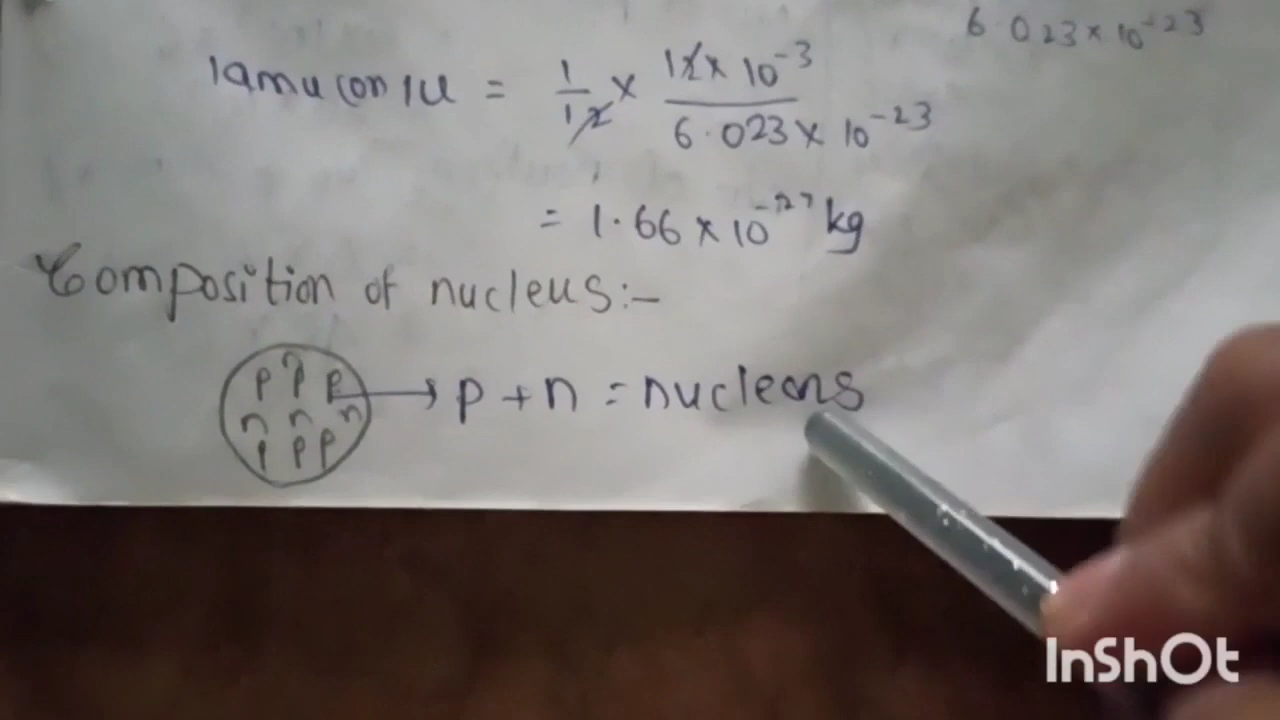 6.023×10⁻²³
1amu (or) 1u = 1/12 × 12×10⁻³/6.023×10⁻²³
= 1.66×10⁻²⁷ kg
Composition of nucleus:-
p n p p
n n n
p p p
→ p+n = nucleons
InShOt